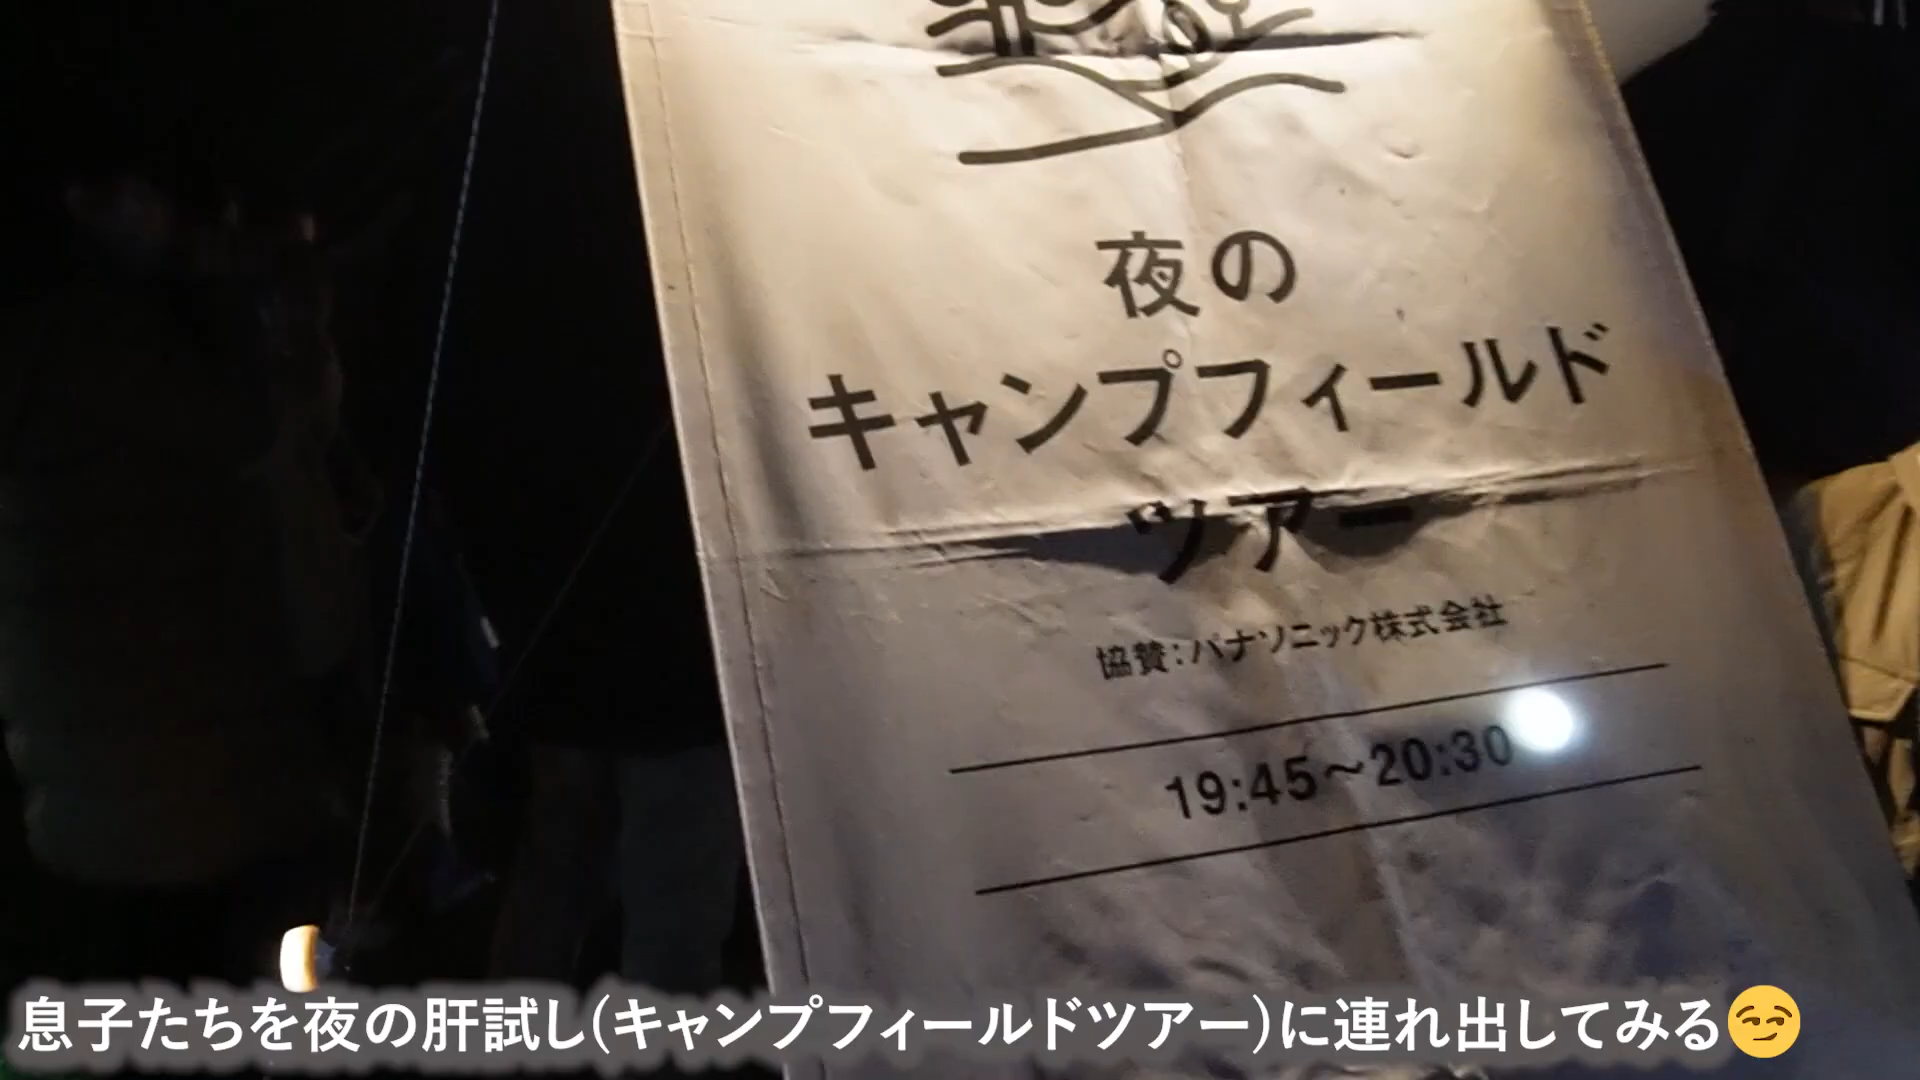 夜の
キャンプフィールド
ツアー
協賛:パナソニック株式会社
19:45〜20:30
息子たちを夜の肝試し(キャンプフィールドツアー)に連れ出してみる😏